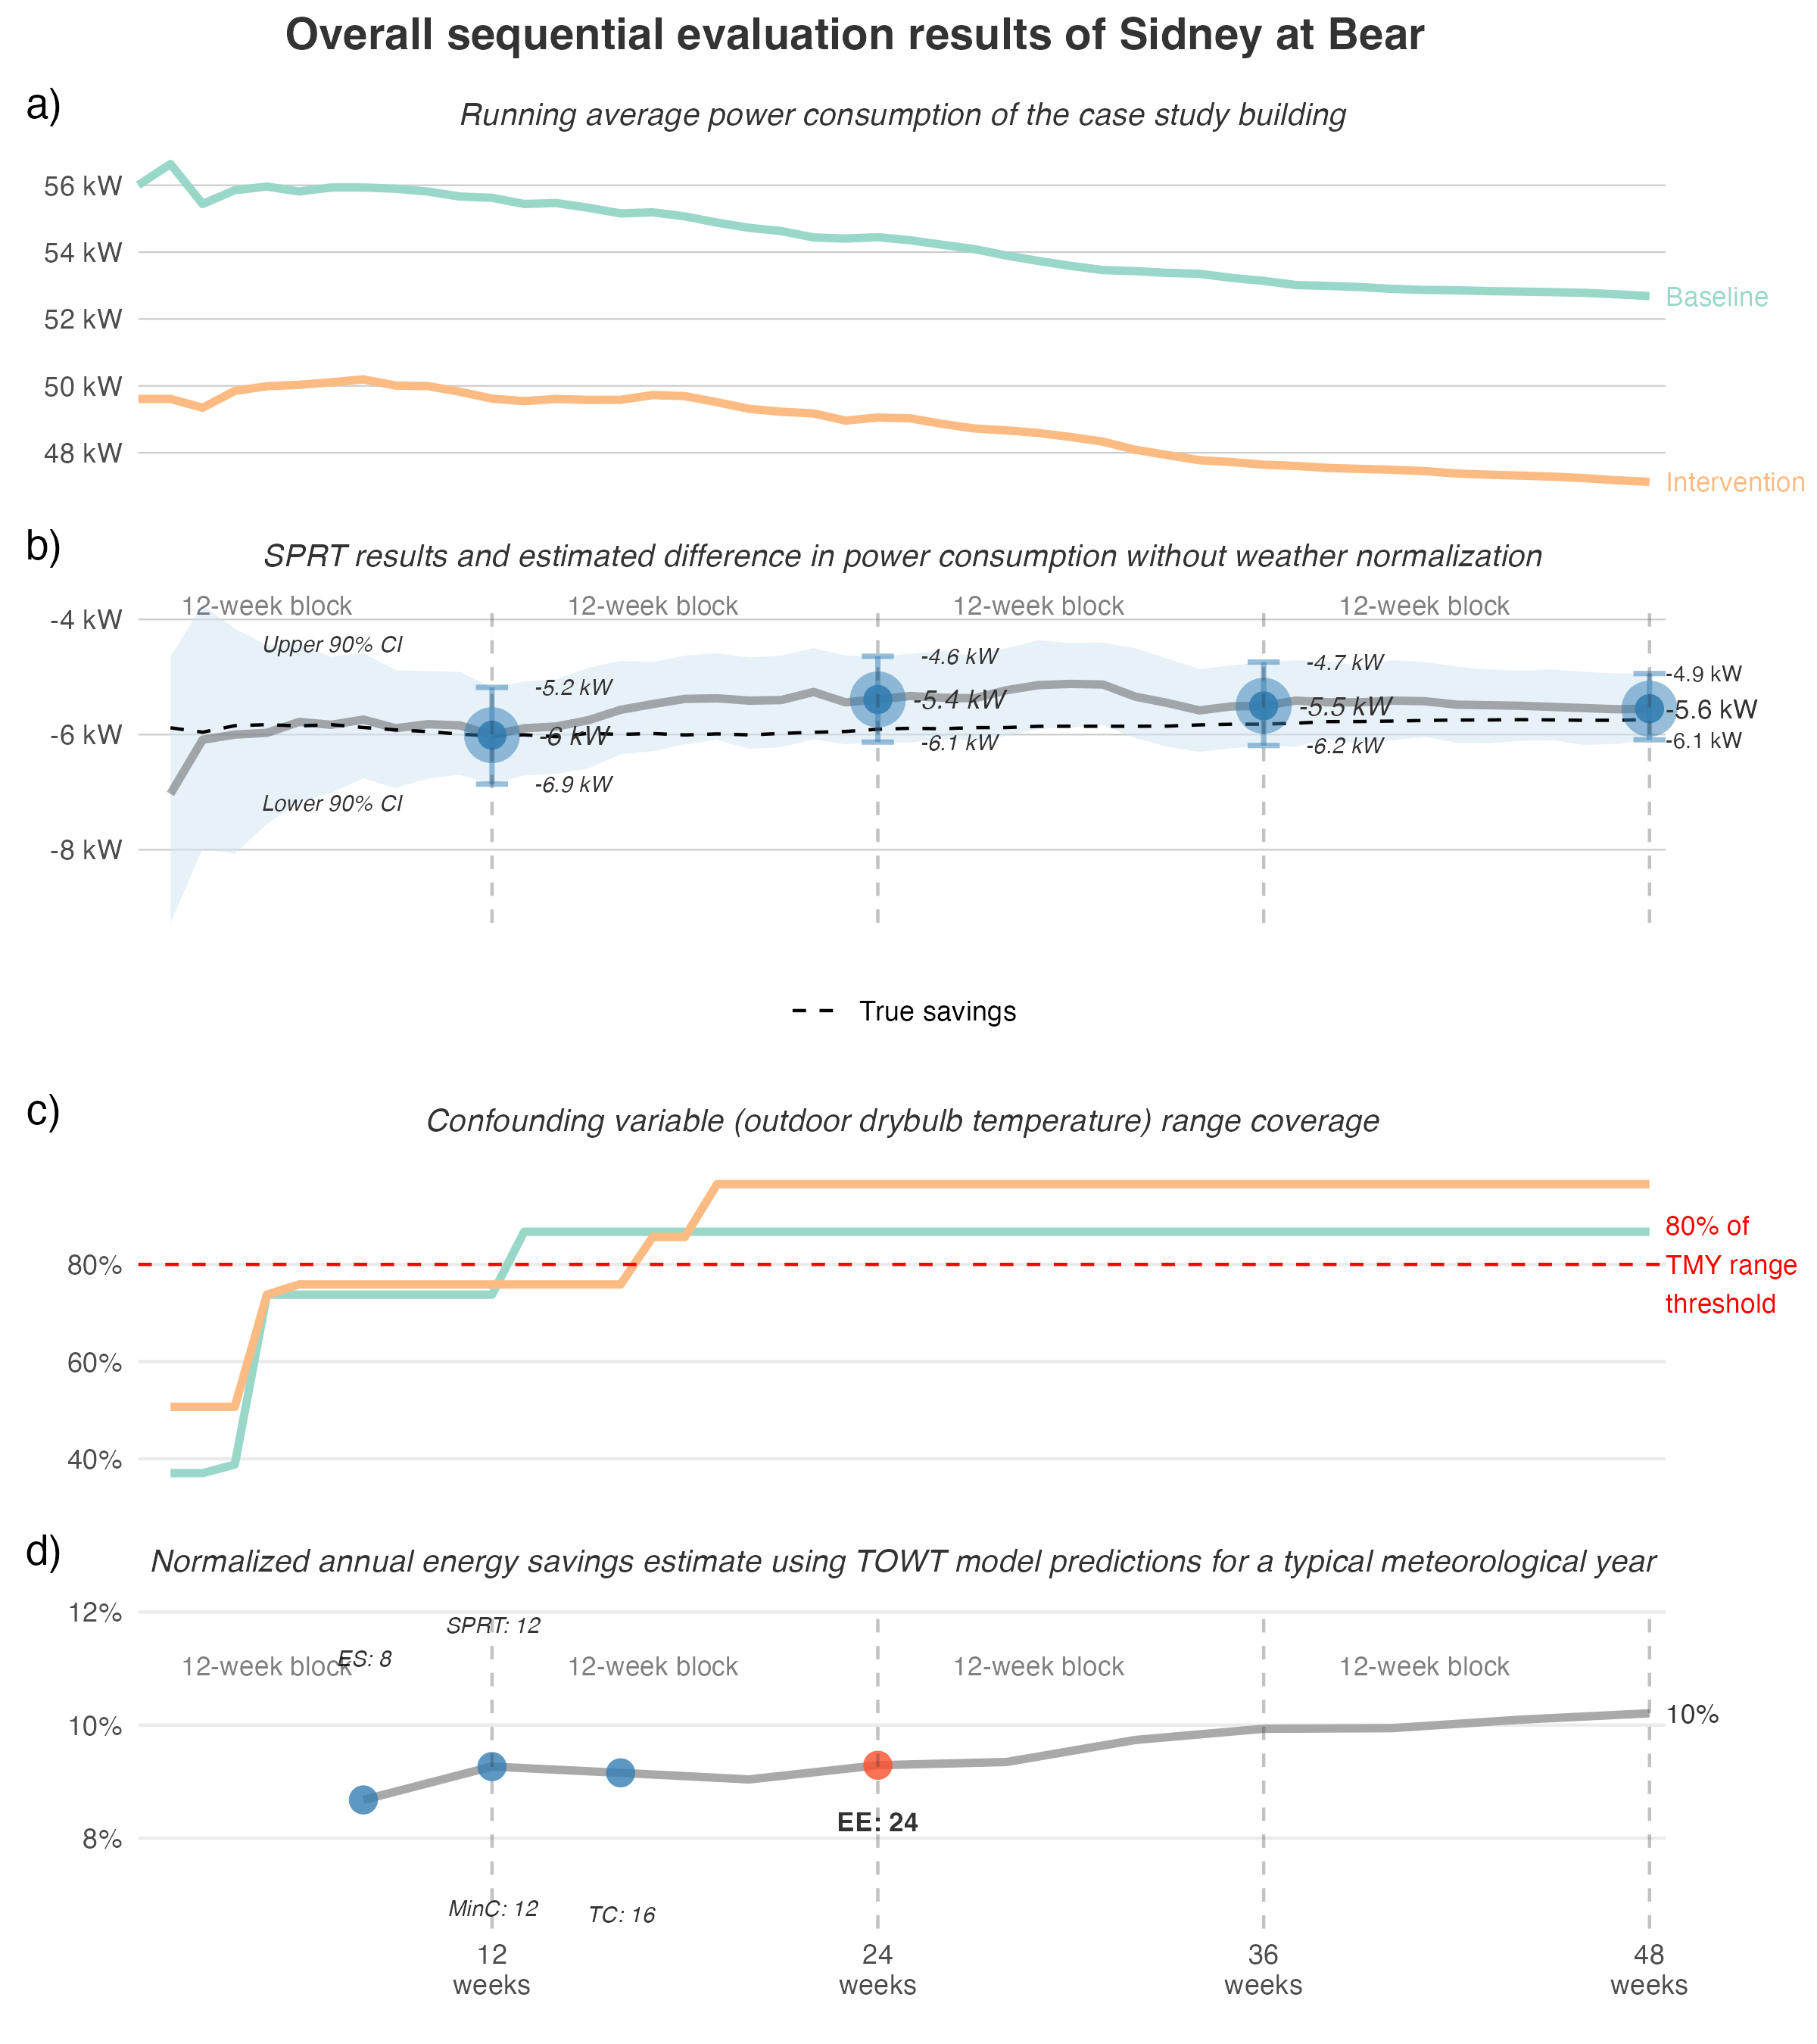 Overall sequential evaluation results of Sidney at Bear
a)
Running average power consumption of the case study building
56 kW
54 kW
52 kW
50 kW
48 kW
Baseline
Intervention
b)
SPRT results and estimated difference in power consumption without weather normalization
12-week block
12-week block
12-week block
12-week block
-4 kW
-6 kW
-8 kW
Upper 90% CI
Lower 90% CI
-5.2 kW
-6 kW
-6.9 kW
-4.6 kW
-5.4 kW
-6.1 kW
-4.7 kW
-5.5 kW
-6.2 kW
-4.9 kW
-5.6 kW
-6.1 kW
True savings
c)
Confounding variable (outdoor drybulb temperature) range coverage
80%
60%
40%
80% of
TMY range
threshold
d)
Normalized annual energy savings estimate using TOWT model predictions for a typical meteorological year
12%
10%
8%
SPRT: 12
12-week block
ES: 8
12-week block
12-week block
12-week block
10%
EE: 24
MinC: 12
TC: 16
12
weeks
24
weeks
36
weeks
48
weeks